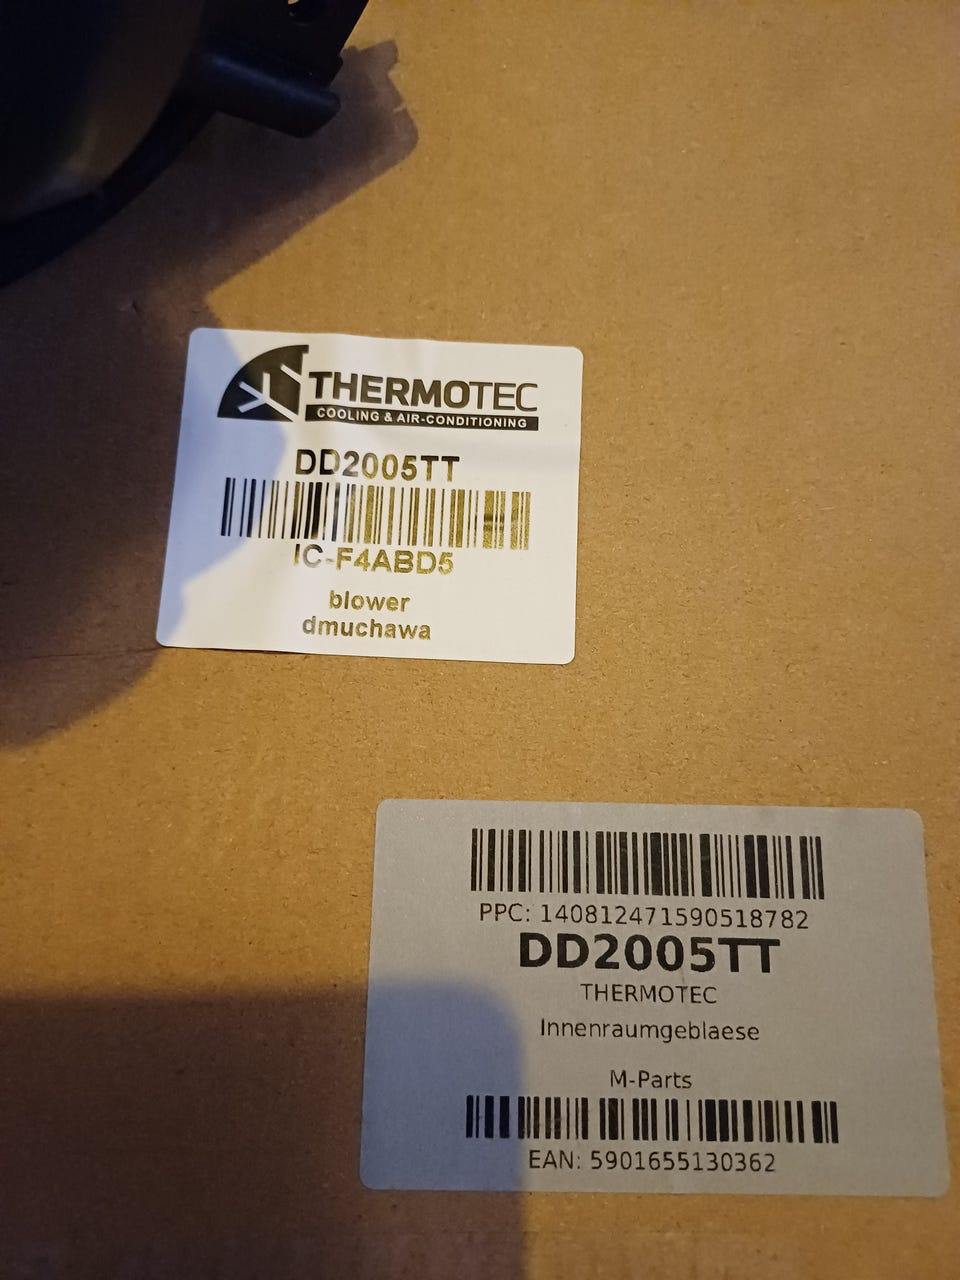 THERMOTEC
COOLING & AIR-CONDITIONING
DD2005TT
IC-F4ABD5
blower
dmuchawa
PPC: 140812471590518782
DD2005TT
THERMOTEC
Innenraumgeblaese
M-Parts
EAN: 5901655130362